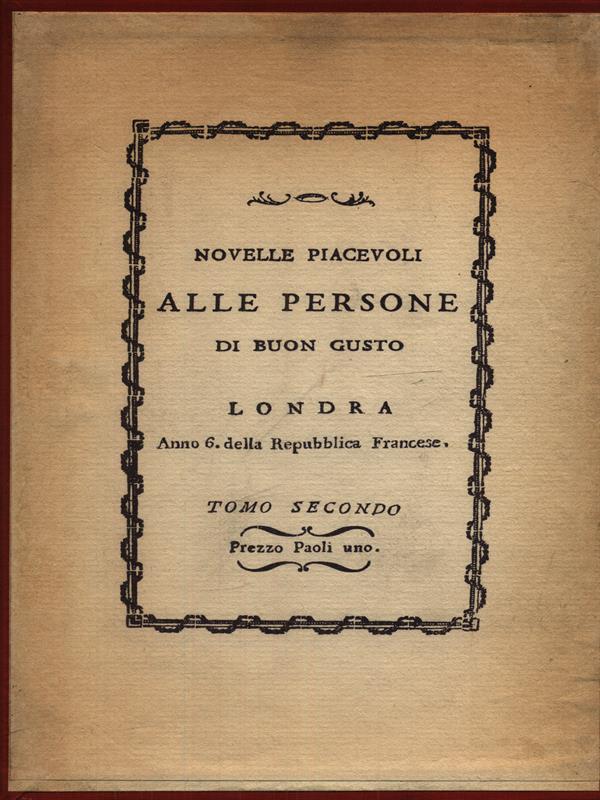 NOVELLE PIACEVOLI
ALLE PERSONE
DI BUON GUSTO
LONDRA
Anno 6. della Repubblica Francese.
TOMO SECONDO
Prezzo Paoli uno.